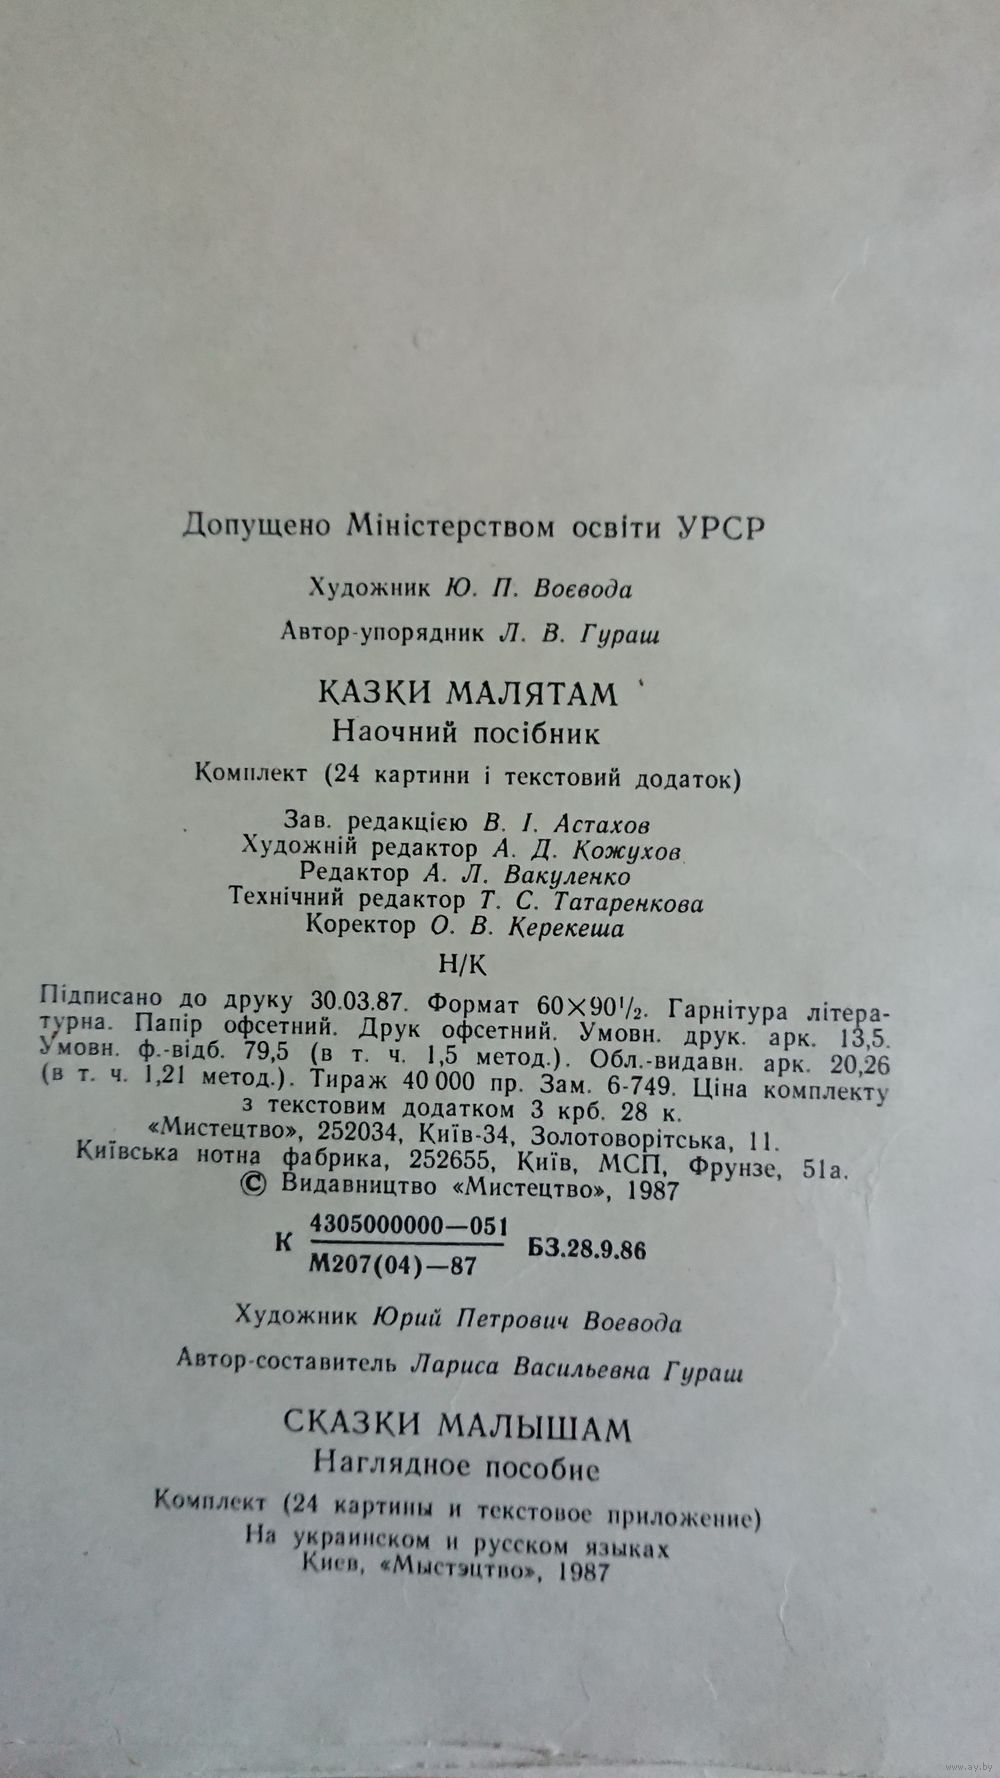 Допущено Міністерством освіти УРСР
Художник Ю. П. Воєвода
Автор-упорядник Л. В. Гураш
КАЗКИ МАЛЯТАМ
Наочний посібник
Комплект (24 картини і текстовий додаток)
Зав. редакцією В. І. Астахов
Художній редактор А. Д. Кожухов
Редактор А. Л. Вакуленко
Технічний редактор Т. С. Татаренкова
Коректор О. В. Керекеша
Н/К
Підписано до друку 30.03.87. Формат 60×90¹/₂. Гарнітура літера-
турна. Папір офсетний. Друк офсетний. Умовн. друк. арк. 13,5.
Умовн. ф.-відб. 79,5 (в т. ч. 1,5 метод.). Обл.-видавн. арк. 20,26
(в т. ч. 1,21 метод.). Тираж 40 000 пр. Зам. 6-749. Ціна комплекту
з текстовим додатком 3 крб. 28 к.
«Мистецтво», 252034, Київ-34, Золотоворітська, 11.
Київська нотна фабрика, 252655, Київ, МСП, Фрунзе, 51а.
© Видавництво «Мистецтво», 1987
К 4305000000—051
М207(04)—87 БЗ.28.9.86
Художник Юрий Петрович Воевода
Автор-составитель Лариса Васильевна Гураш
СКАЗКИ МАЛЫШАМ
Наглядное пособие
Комплект (24 картины и текстовое приложение)
На украинском и русском языках
Киев, «Мыстэцтво», 1987
www.ay.by